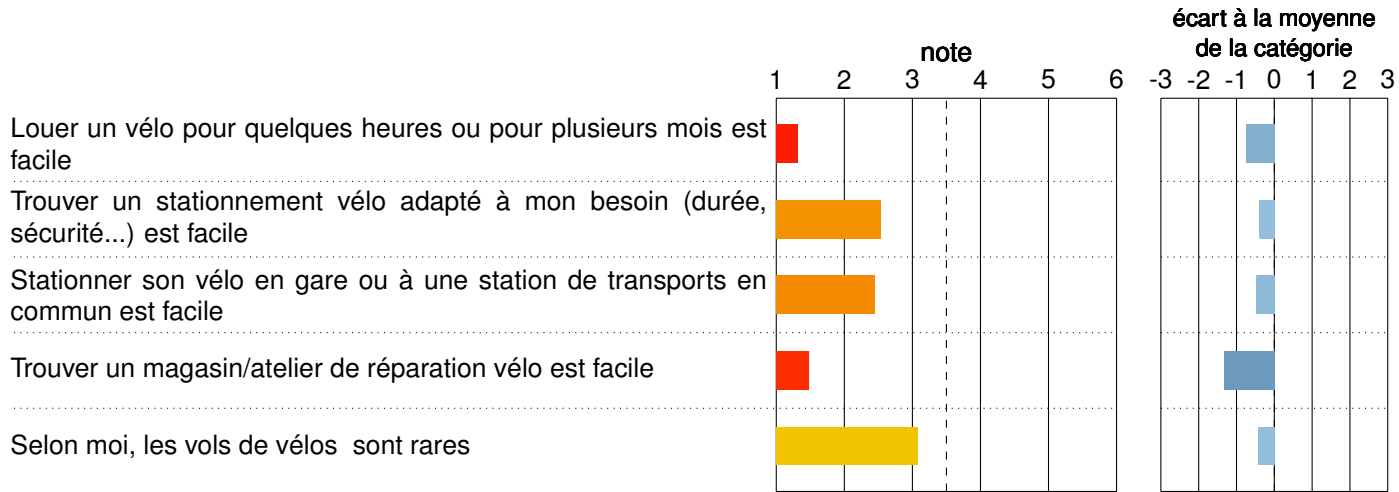 écart à la moyenne
de la catégorie
note
1 2 3 4 5 6
-3 -2 -1 0 1 2 3
Louer un vélo pour quelques heures ou pour plusieurs mois est
facile
Trouver un stationnement vélo adapté à mon besoin (durée,
sécurité...) est facile
Stationner son vélo en gare ou à une station de transports en
commun est facile
Trouver un magasin/atelier de réparation vélo est facile
Selon moi, les vols de vélos sont rares